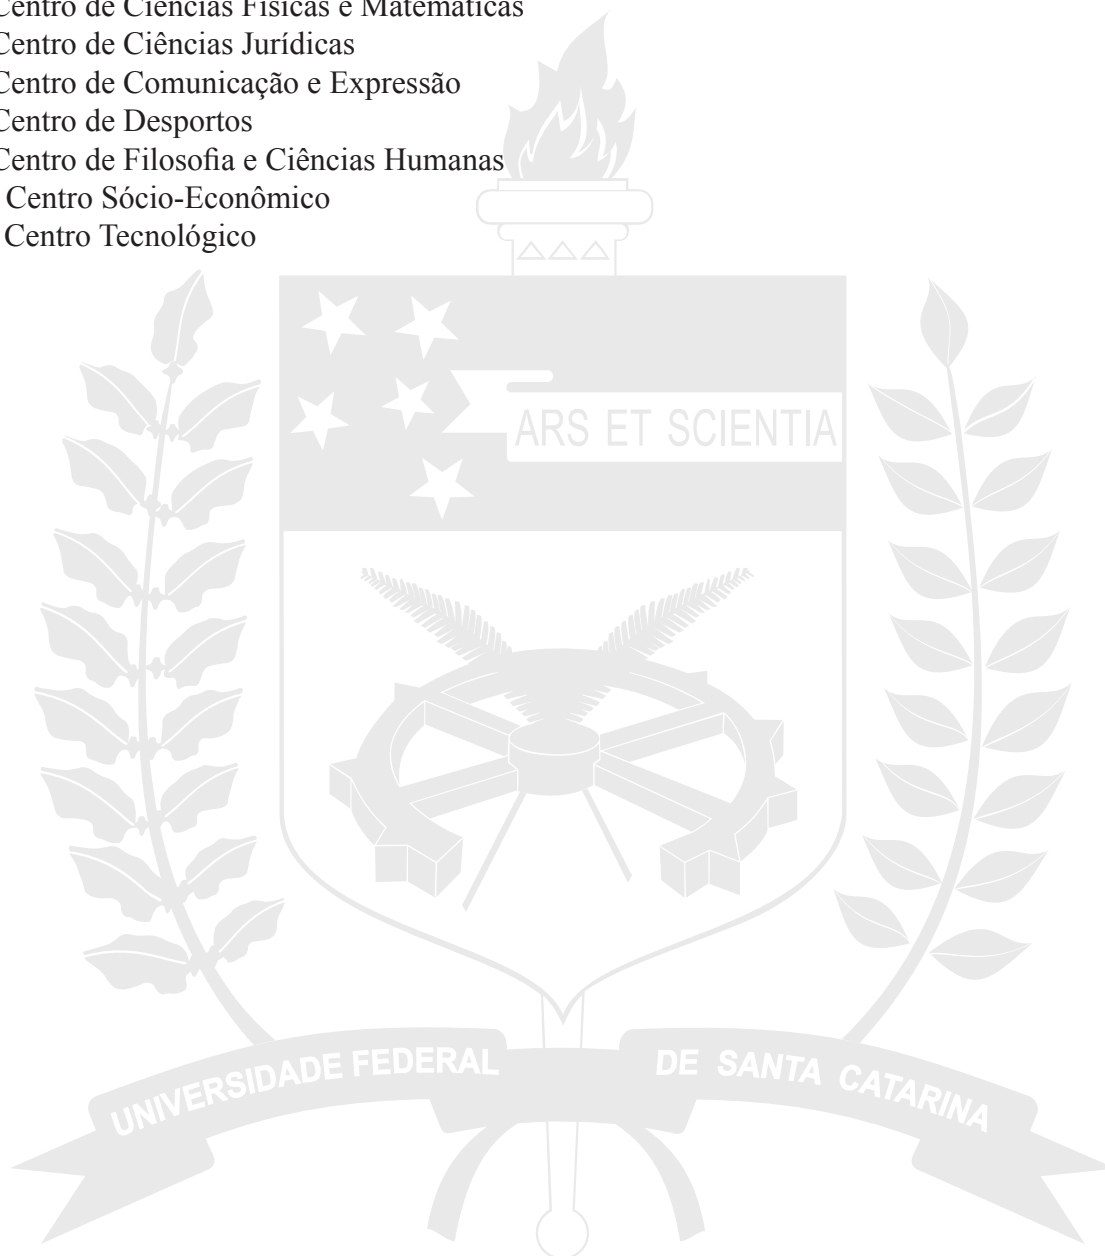 Centro de Ciências Físicas e Matemáticas
Centro de Ciências Jurídicas
Centro de Comunicação e Expressão
Centro de Desportos
Centro de Filosofia e Ciências Humanas
Centro Sócio-Econômico
Centro Tecnológico
ARS ET SCIENTIA
UNIVERSIDADE FEDERAL DE SANTA CATARINA